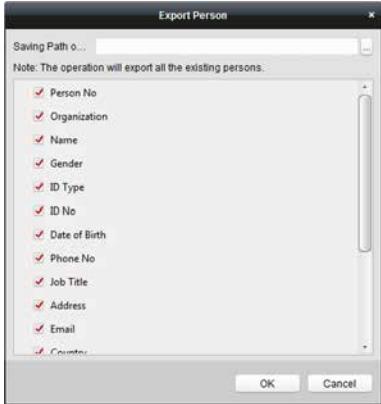 Export Person
Saving Path o...
Note: The operation will export all the existing persons.
Person No
Organization
Name
Gender
ID Type
ID No
Date of Birth
Phone No
Job Title
Address
Email
Country
OK Cancel